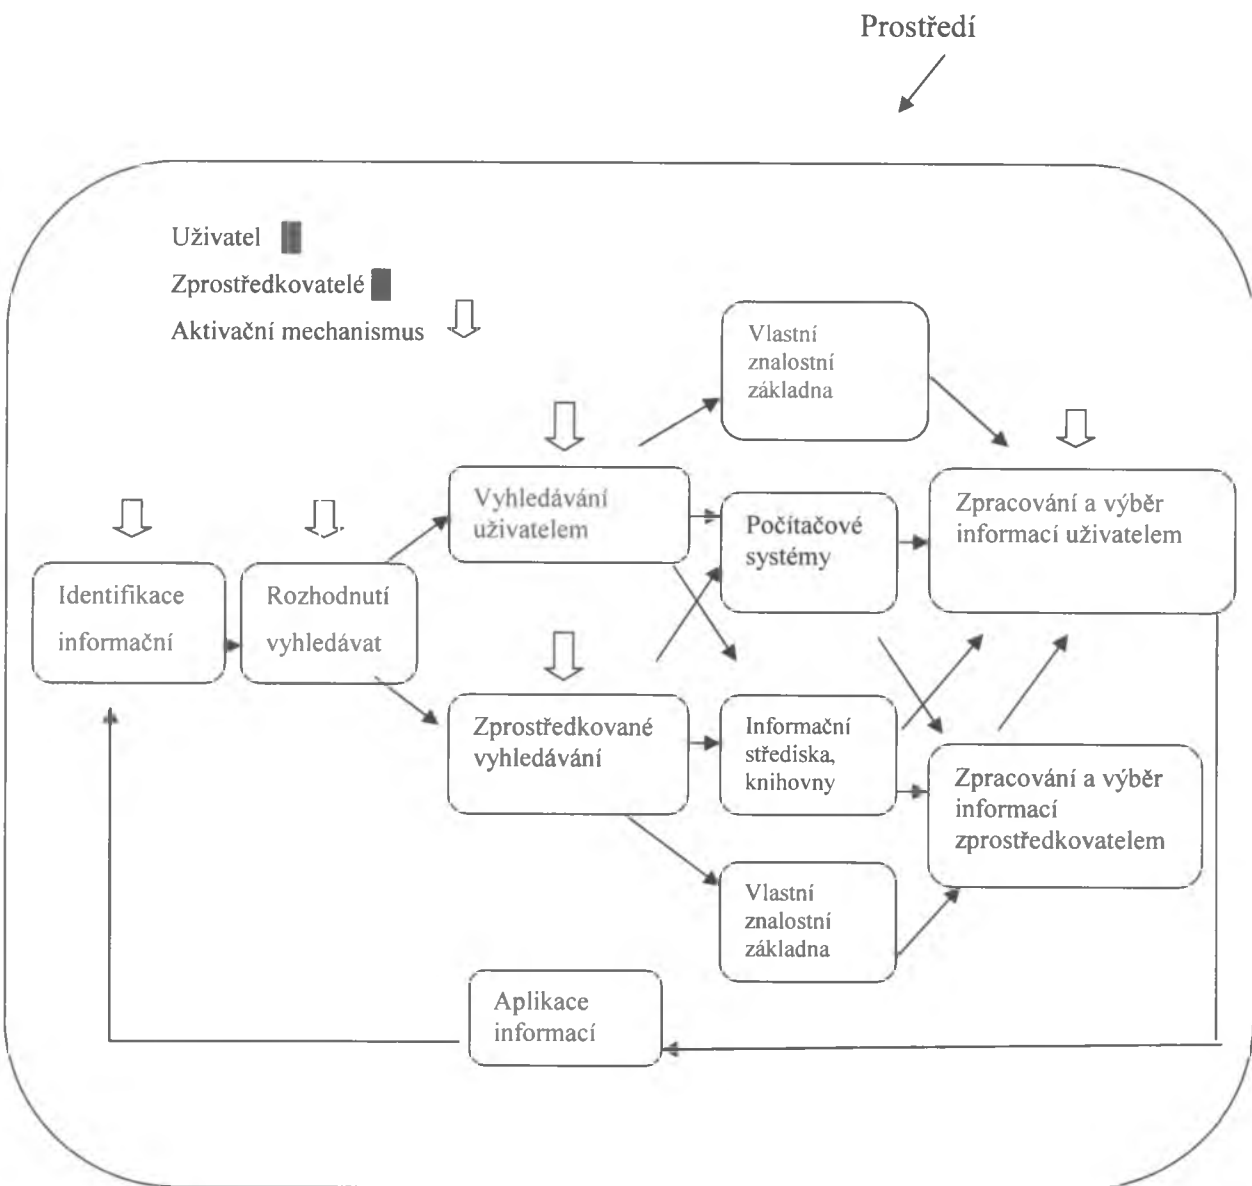 Prostředí
Uživatel
Zprostředkovatelé
Aktivační mechanismus
Vlastní
znalostní
základna
Vyhledávání
uživatelem
Počítačové
systémy
Zpracování a výběr
informací uživatelem
Identifikace
informační
Rozhodnutí
vyhledávat
Zprostředkované
vyhledávání
Informační
střediska,
knihovny
Zpracování a výběr
informací
zprostředkovatelem
Vlastní
znalostní
základna
Aplikace
informací